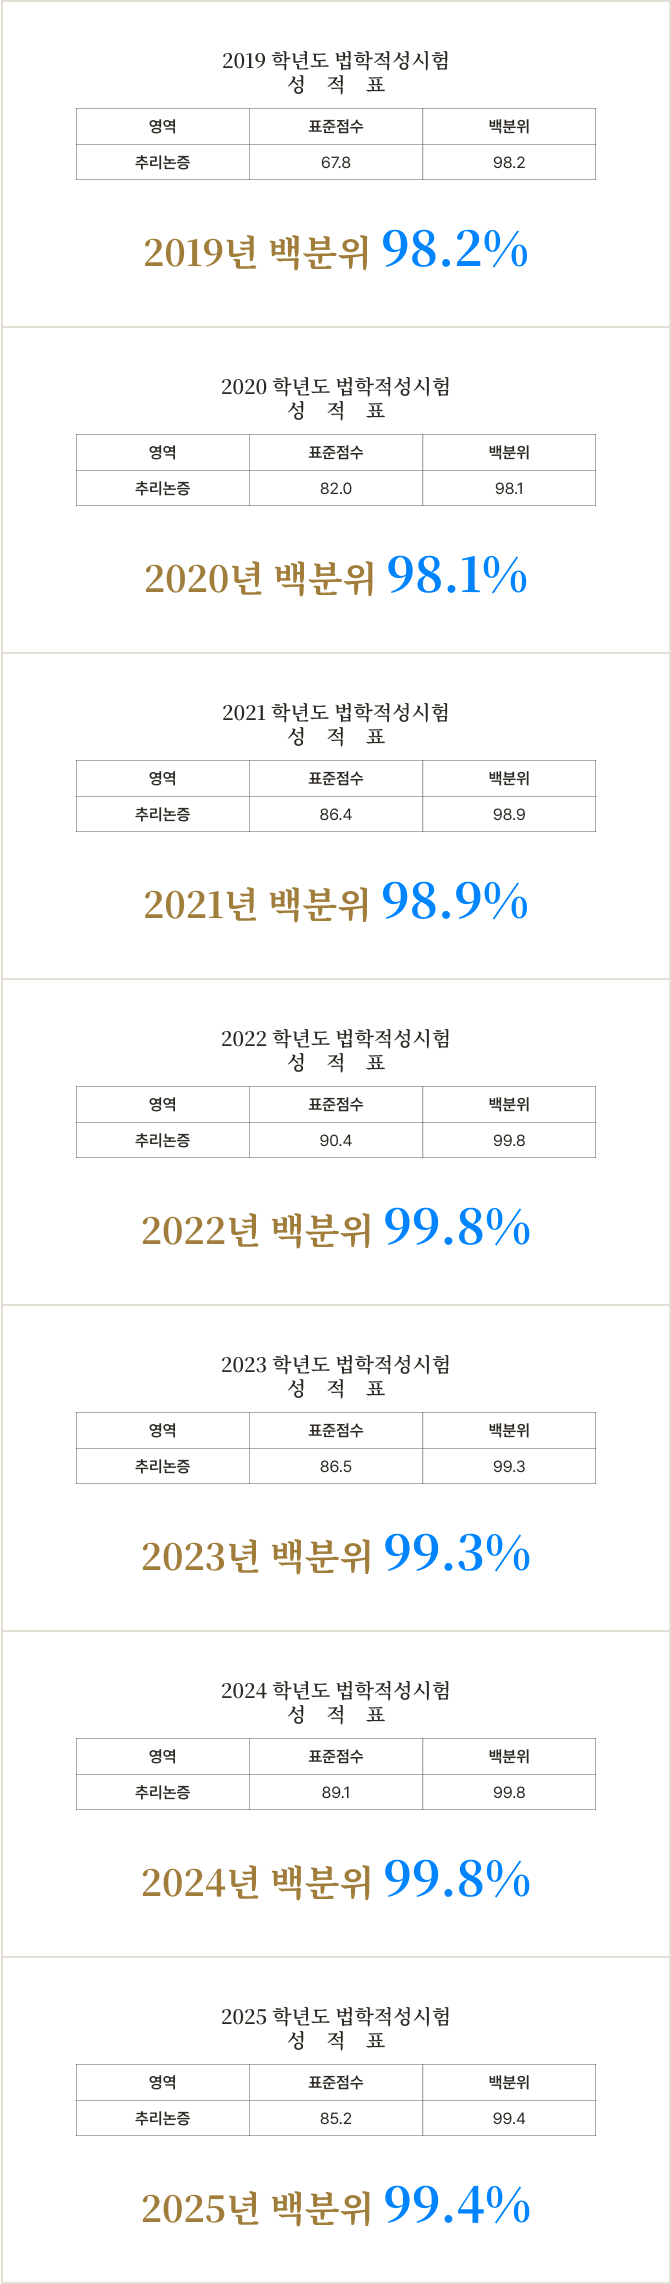 2019 학년도 법학적성시험
성 적 표
영역 표준점수 백분위
추리논증 67.8 98.2
2019년 백분위 98.2%
2020 학년도 법학적성시험
성 적 표
영역 표준점수 백분위
추리논증 82.0 98.1
2020년 백분위 98.1%
2021 학년도 법학적성시험
성 적 표
영역 표준점수 백분위
추리논증 86.4 98.9
2021년 백분위 98.9%
2022 학년도 법학적성시험
성 적 표
영역 표준점수 백분위
추리논증 90.4 99.8
2022년 백분위 99.8%
2023 학년도 법학적성시험
성 적 표
영역 표준점수 백분위
추리논증 86.5 99.3
2023년 백분위 99.3%
2024 학년도 법학적성시험
성 적 표
영역 표준점수 백분위
추리논증 89.1 99.8
2024년 백분위 99.8%
2025 학년도 법학적성시험
성 적 표
영역 표준점수 백분위
추리논증 85.2 99.4
2025년 백분위 99.4%